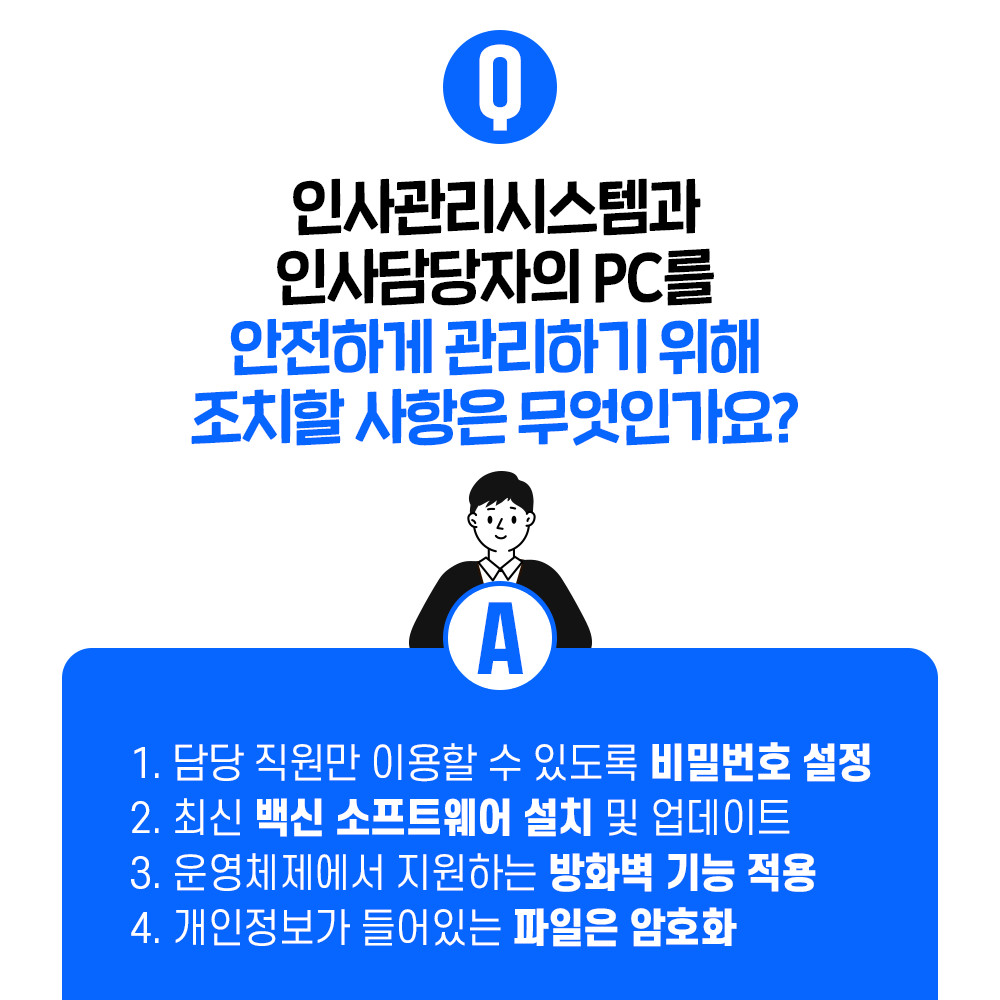 Q
인사관리시스템과
인사담당자의 PC를
안전하게 관리하기 위해
조치할 사항은 무엇인가요?
A
1. 담당 직원만 이용할 수 있도록 비밀번호 설정
2. 최신 백신 소프트웨어 설치 및 업데이트
3. 운영체제에서 지원하는 방화벽 기능 적용
4. 개인정보가 들어있는 파일은 암호화